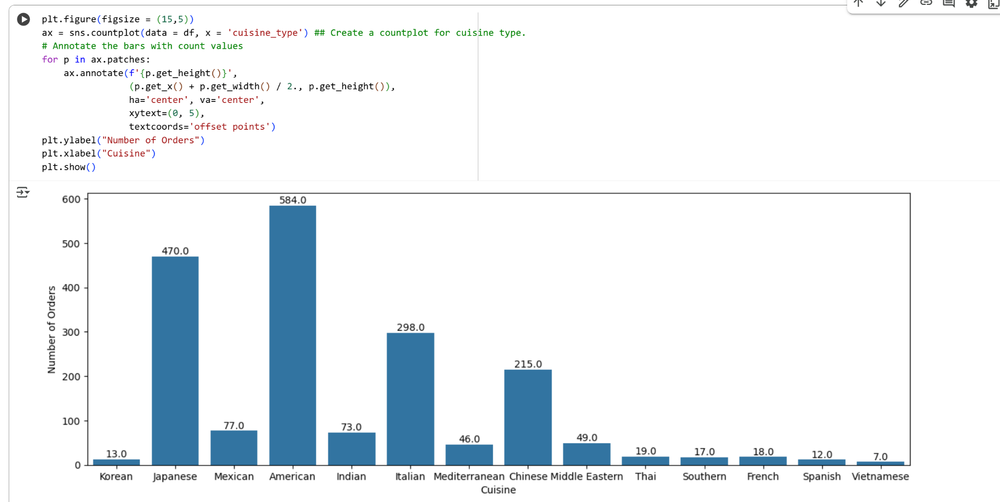 plt.figure(figsize = (15,5))
ax = sns.countplot(data = df, x = 'cuisine_type') ## Create a countplot for cuisine type.
# Annotate the bars with count values
for p in ax.patches:
    ax.annotate(f'{p.get_height()}',
                (p.get_x() + p.get_width() / 2., p.get_height()),
                ha='center', va='center',
                xytext=(0, 5),
                textcoords='offset points')
plt.ylabel("Number of Orders")
plt.xlabel("Cuisine")
plt.show()
600
500
400
300
200
100
0
Number of Orders
13.0
470.0
77.0
584.0
73.0
298.0
46.0
215.0
49.0
19.0
17.0
18.0
12.0
7.0
Korean Japanese Mexican American Indian Italian Mediterranean Chinese Middle Eastern Thai Southern French Spanish Vietnamese
Cuisine